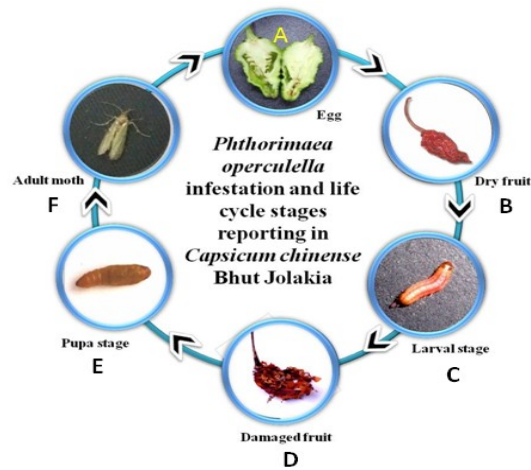 A
Egg
Dry fruit
B
Larval stage
C
Damaged fruit
D
Pupa stage
E
Adult moth
F
Phthorimaea
operculella
infestation and life
cycle stages
reporting in
Capsicum chinense
Bhut Jolakia